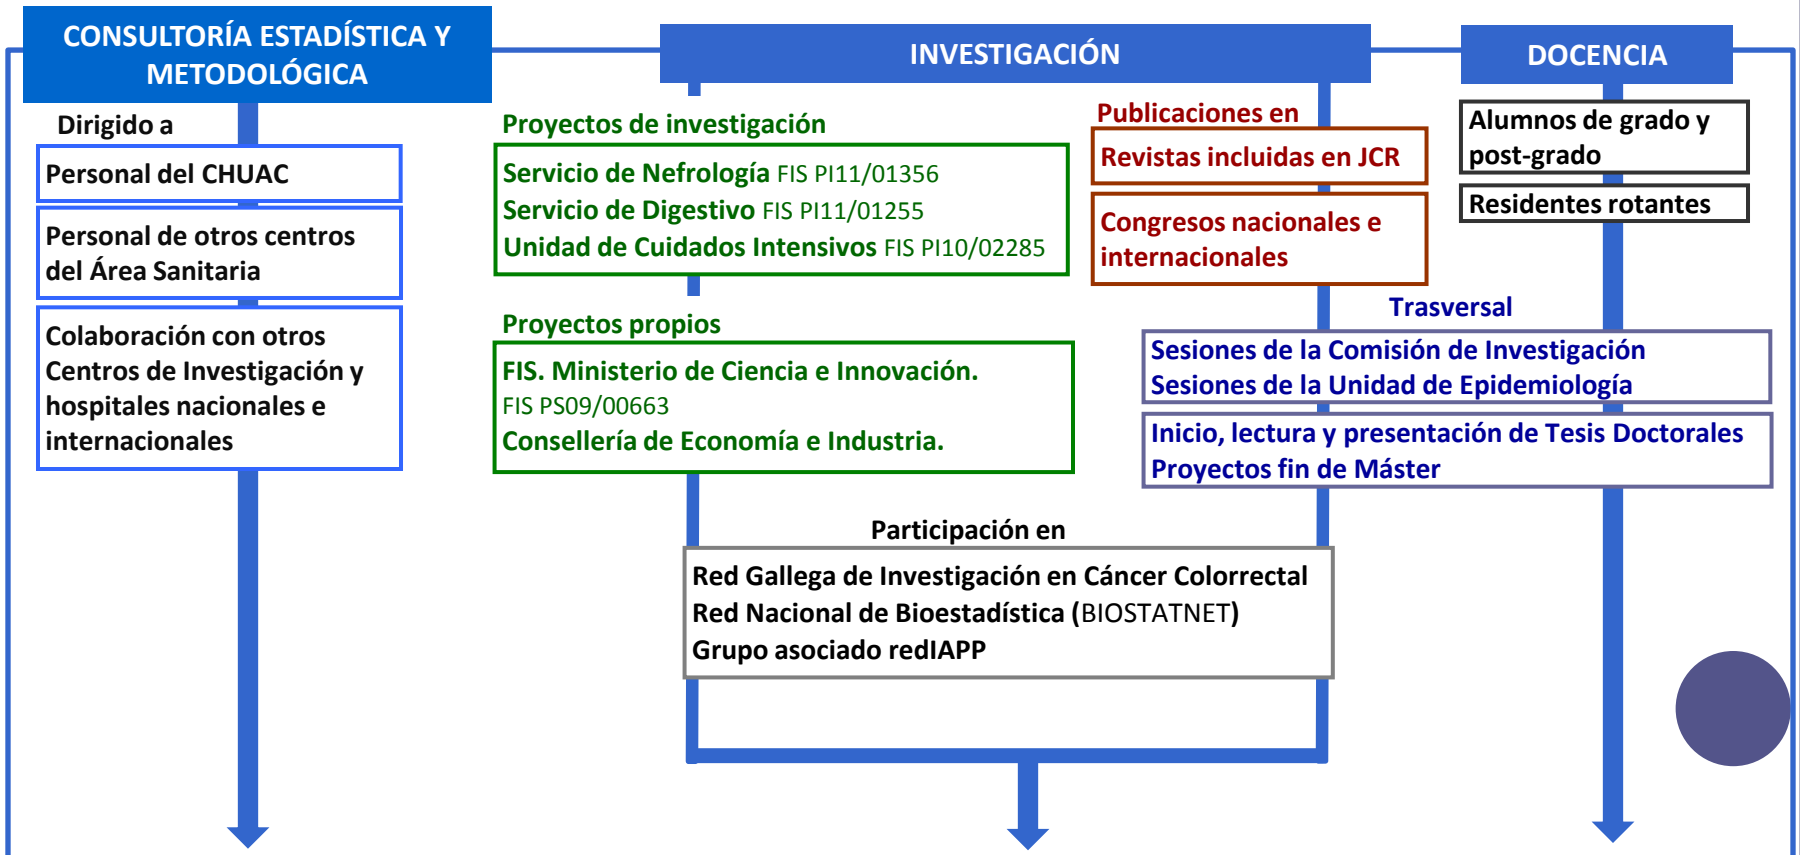 CONSULTORÍA ESTADÍSTICA Y
METODOLÓGICA
Dirigido a
Personal del CHUAC
Personal de otros centros
del Área Sanitaria
Colaboración con otros
Centros de Investigación y
hospitales nacionales e
internacionales
INVESTIGACIÓN
Proyectos de investigación
Servicio de Nefrología FIS PI11/01356
Servicio de Digestivo FIS PI11/01255
Unidad de Cuidados Intensivos FIS PI10/02285
Proyectos propios
FIS. Ministerio de Ciencia e Innovación.
FIS PS09/00663
Consellería de Economía e Industria.
Publicaciones en
Revistas incluidas en JCR
Congresos nacionales e
internacionales
DOCENCIA
Alumnos de grado y
post-grado
Residentes rotantes
Trasversal
Sesiones de la Comisión de Investigación
Sesiones de la Unidad de Epidemiología
Inicio, lectura y presentación de Tesis Doctorales
Proyectos fin de Máster
Participación en
Red Gallega de Investigación en Cáncer Colorrectal
Red Nacional de Bioestadística (BIOSTATNET)
Grupo asociado redIAPP